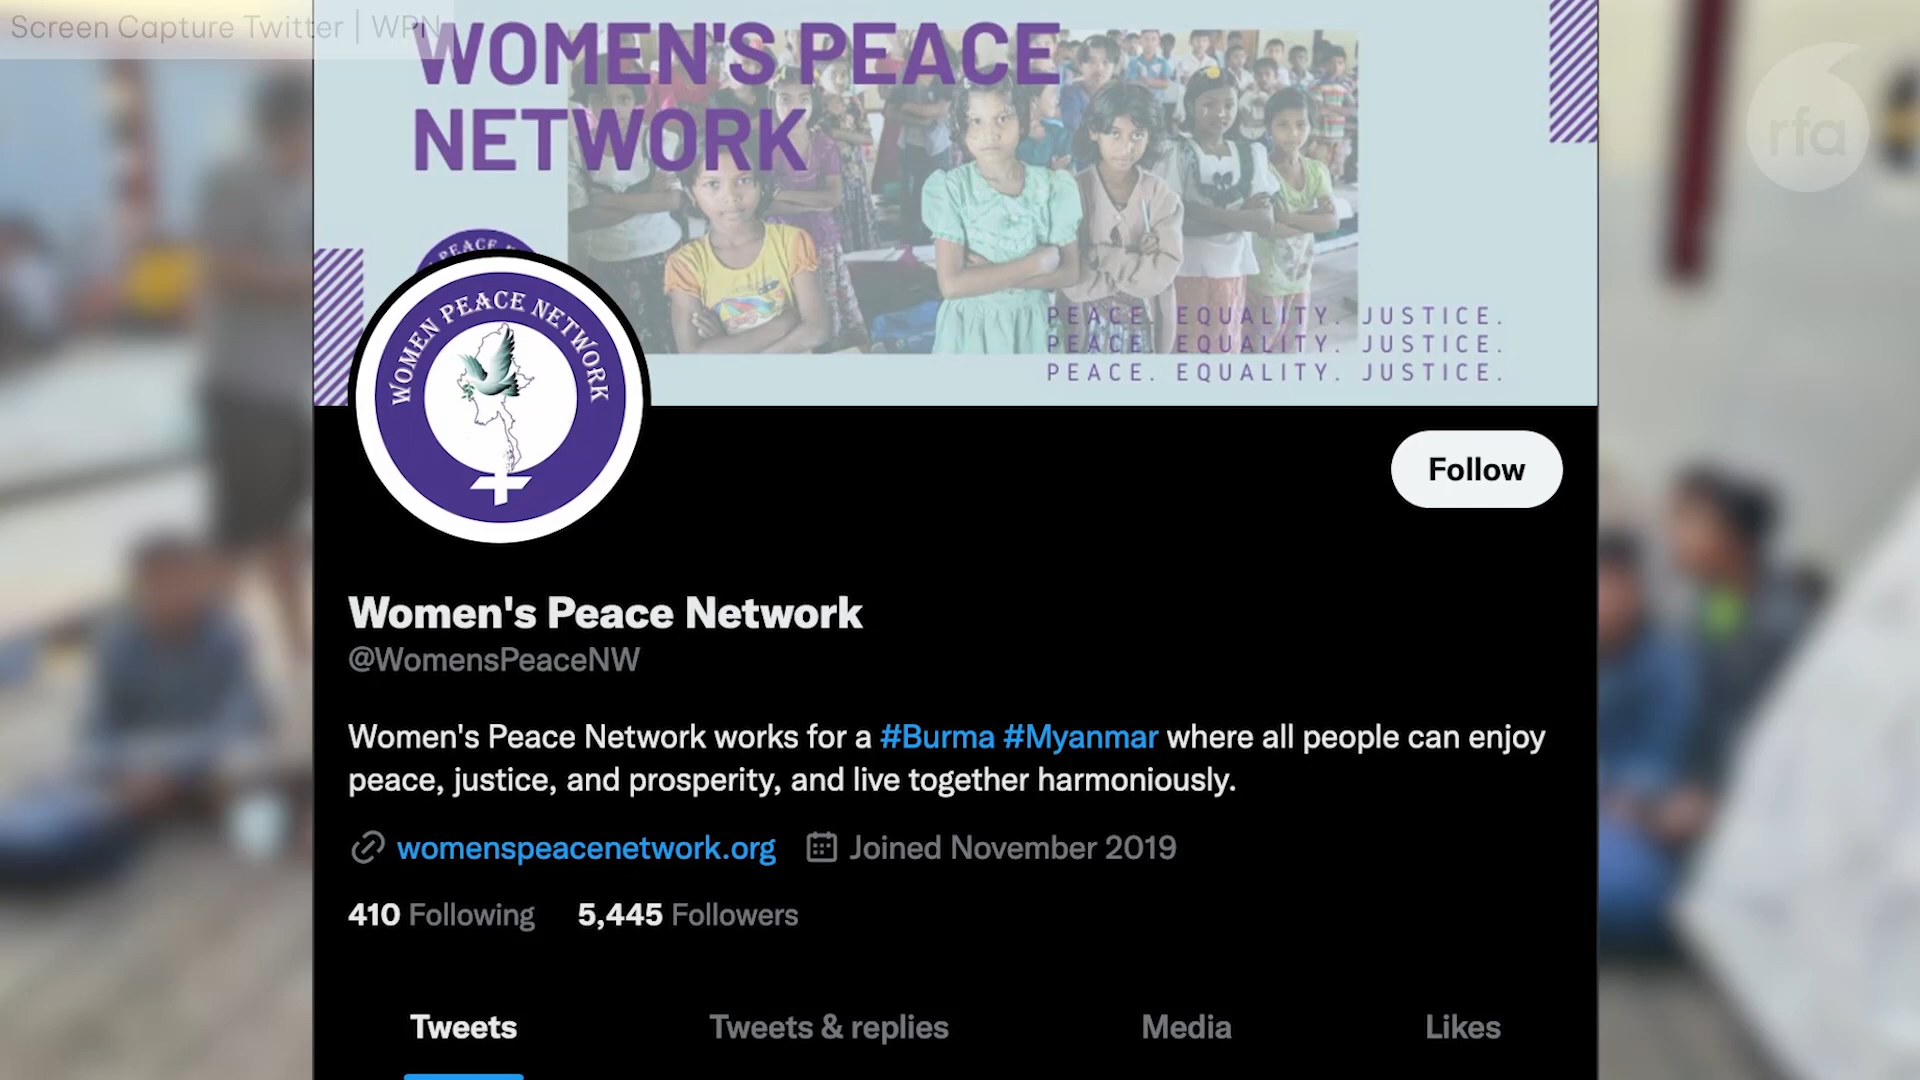 Screen Capture Twitter | WPN
WOMEN'S PEACE
NETWORK
rfa
PEACE
WOMEN PEACE NETWORK
PEACE. EQUALITY. JUSTICE.
PEACE. EQUALITY. JUSTICE.
PEACE. EQUALITY. JUSTICE.
Follow
Women's Peace Network
@WomensPeaceNW
Women's Peace Network works for a #Burma #Myanmar where all people can enjoy
peace, justice, and prosperity, and live together harmoniously.
womenspeacenetwork.org Joined November 2019
410 Following 5,445 Followers
Tweets Tweets & replies Media Likes